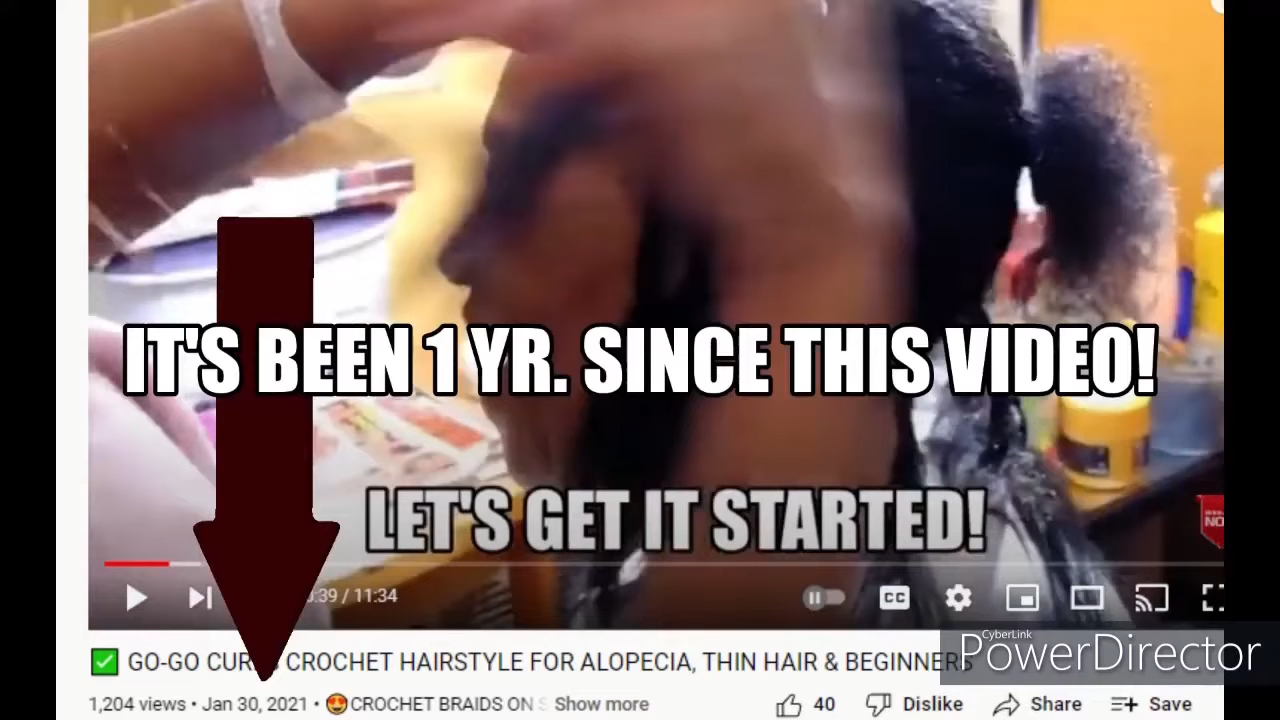 IT'S BEEN 1 YR. SINCE THIS VIDEO!
LET'S GET IT STARTED!
NO
:39 / 11:34
CC
CyberLink
PowerDirector
✅ GO-GO CUR CROCHET HAIRSTYLE FOR ALOPECIA, THIN HAIR & BEGINNERS
1,204 views • Jan 30, 2021 • 😍CROCHET BRAIDS ON S Show more 40 Dislike Share Save